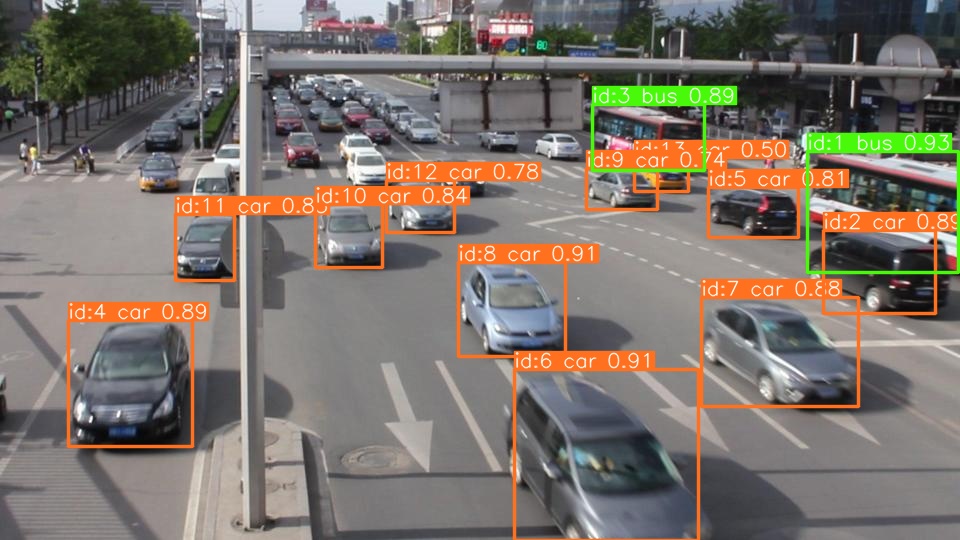 80
id:3 bus 0.89
id:1 bus 0.93
id:13 car 0.50
id:9 car 0.74
id:12 car 0.78
id:5 car 0.81
id:10 car 0.84
id:11 car
id:2 car 0.89
id:8 car 0.91
id:7 car 0.88
id:4 car 0.89
id:6 car 0.91